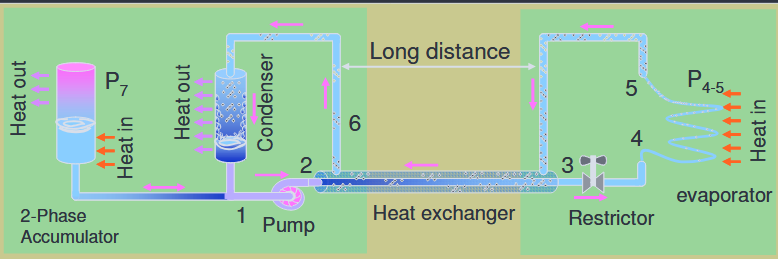 Heat out
P7
Heat in
2-Phase
Accumulator
Heat out
Condenser
1
Pump
2
6
Long distance
Heat exchanger
3
Restrictor
4
5
P4-5
Heat in
evaporator